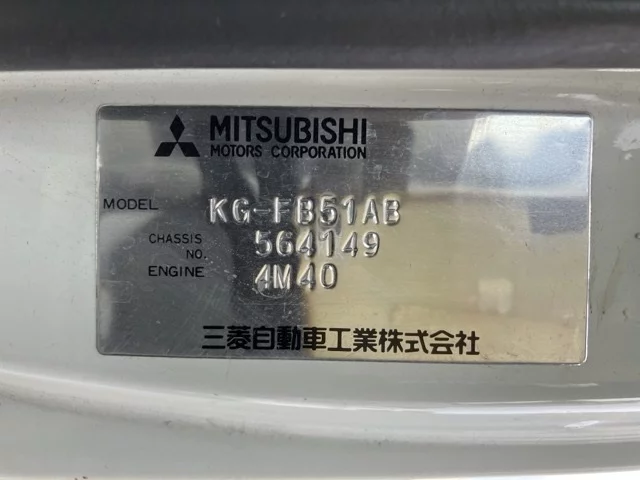 MITSUBISHI
MOTORS CORPORATION
MODEL KG-FB51AB
CHASSIS NO. 564149
ENGINE 4M40
三菱自動車工業株式会社